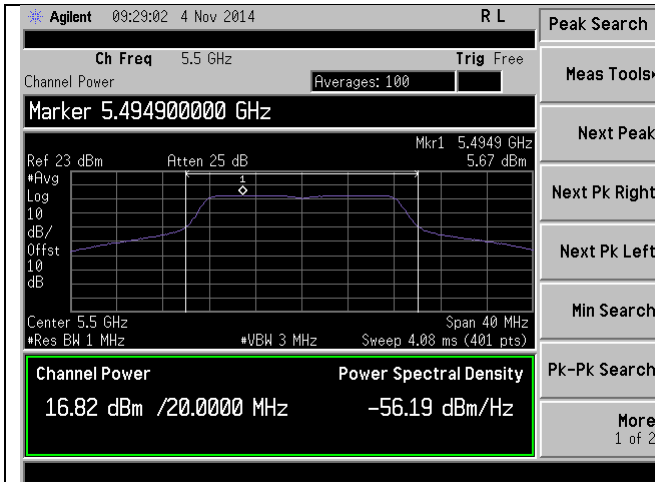 Agilent 09:29:02 4 Nov 2014 R L
Ch Freq 5.5 GHz Trig Free
Channel Power Averages: 100
Marker 5.494900000 GHz
Mkr1 5.4949 GHz
Ref 23 dBm Atten 25 dB 5.67 dBm
#Avg
Log
10
dB/
Offst
10
dB
1
Center 5.5 GHz Span 40 MHz
#Res BW 1 MHz #VBW 3 MHz Sweep 4.08 ms (401 pts)
Channel Power Power Spectral Density
16.82 dBm /20.0000 MHz -56.19 dBm/Hz
Peak Search
Meas Tools
Next Peak
Next Pk Right
Next Pk Left
Min Search
Pk-Pk Search
More
1 of 2